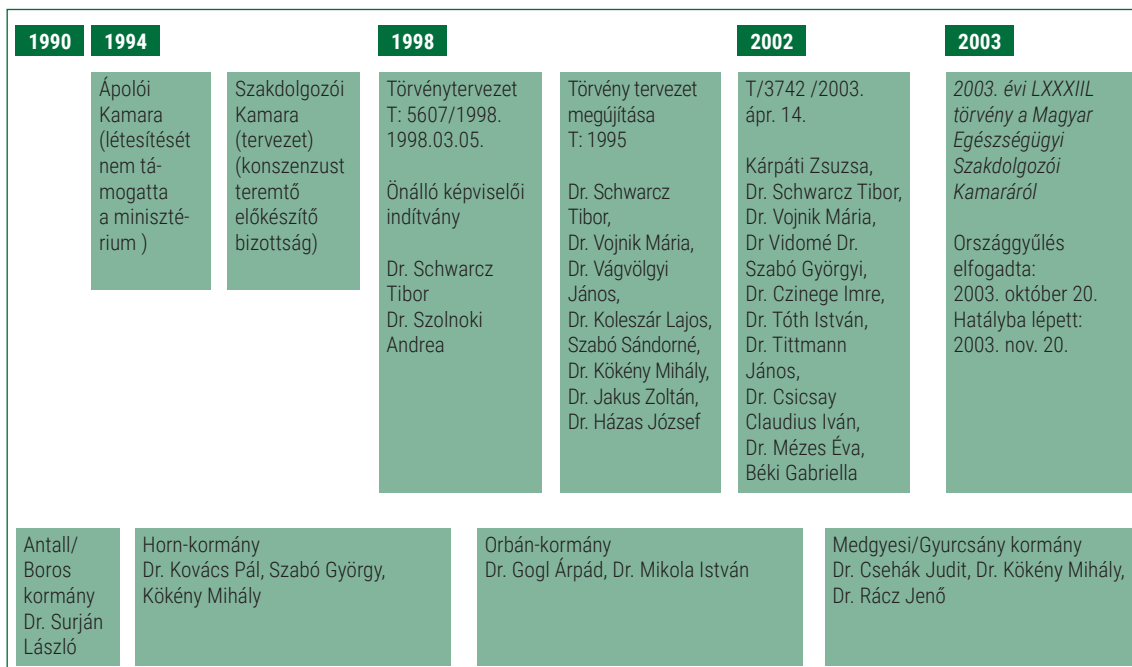 1990
1994
1998
2002
2003
Ápolói
Kamara
(létesítését
nem tá-
mogatta
a miniszté-
rium )
Szakdolgozói
Kamara
(tervezet)
(konszenzust
teremtő
előkészítő
bizottság)
Törvénytervezet
T: 5607/1998.
1998.03.05.
Önálló képviselői
indítvány
Dr. Schwarcz
Tibor
Dr. Szolnoki
Andrea
Törvény tervezet
megújítása
T: 1995
Dr. Schwarcz
Tibor,
Dr. Vojnik Mária,
Dr. Vágvölgyi
János,
Dr. Koleszár Lajos,
Szabó Sándorné,
Dr. Kökény Mihály,
Dr. Jakus Zoltán,
Dr. Házas József
T/3742 /2003.
ápr. 14.
Kárpáti Zsuzsa,
Dr. Schwarcz Tibor,
Dr. Vojnik Mária,
Dr Vidomé Dr.
Szabó Györgyi,
Dr. Czinege Imre,
Dr. Tóth István,
Dr. Tittmann
János,
Dr. Csicsay
Claudius Iván,
Dr. Mézes Éva,
Béki Gabriella
2003. évi LXXXIIL
törvény a Magyar
Egészségügyi
Szakdolgozói
Kamaráról
Országgyűlés
elfogadta:
2003. október 20.
Hatályba lépett:
2003. nov. 20.
Antall/
Boros
kormány
Dr. Surján
László
Horn-kormány
Dr. Kovács Pál, Szabó György,
Kökény Mihály
Orbán-kormány
Dr. Gogl Árpád, Dr. Mikola István
Medgyesi/Gyurcsány kormány
Dr. Csehák Judit, Dr. Kökény Mihály,
Dr. Rácz Jenő